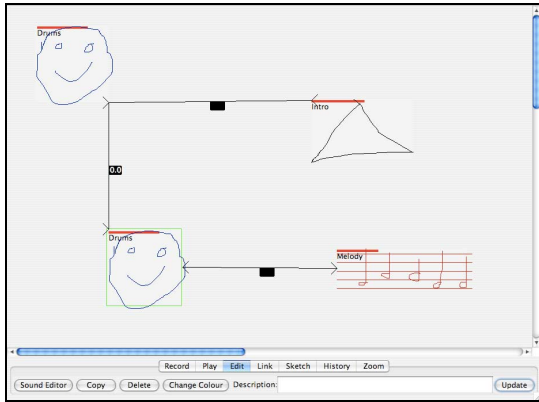 Drums
Intro
0.0
Drums
Melody
Record Play Edit Link Sketch History Zoom
Sound Editor Copy Delete Change Colour Description: Update